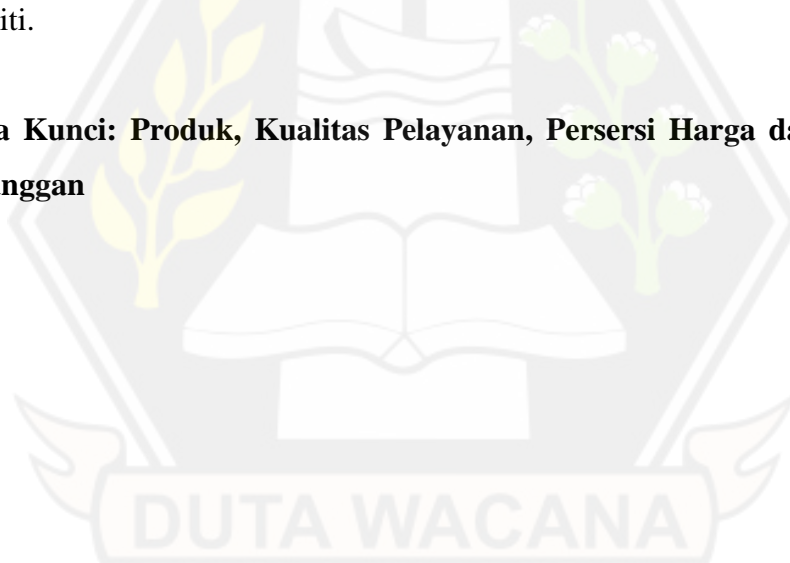 iti.
a Kunci: Produk, Kualitas Pelayanan, Persersi Harga da
nggan
DUTA WACANA